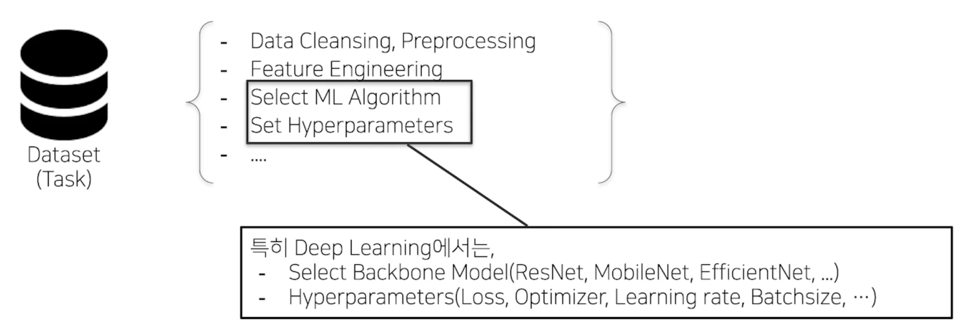 Dataset
(Task)
- Data Cleansing, Preprocessing
- Feature Engineering
- Select ML Algorithm
- Set Hyperparameters
- ....
특히 Deep Learning에서는,
- Select Backbone Model(ResNet, MobileNet, EfficientNet, ...)
- Hyperparameters(Loss, Optimizer, Learning rate, Batchsize, …)